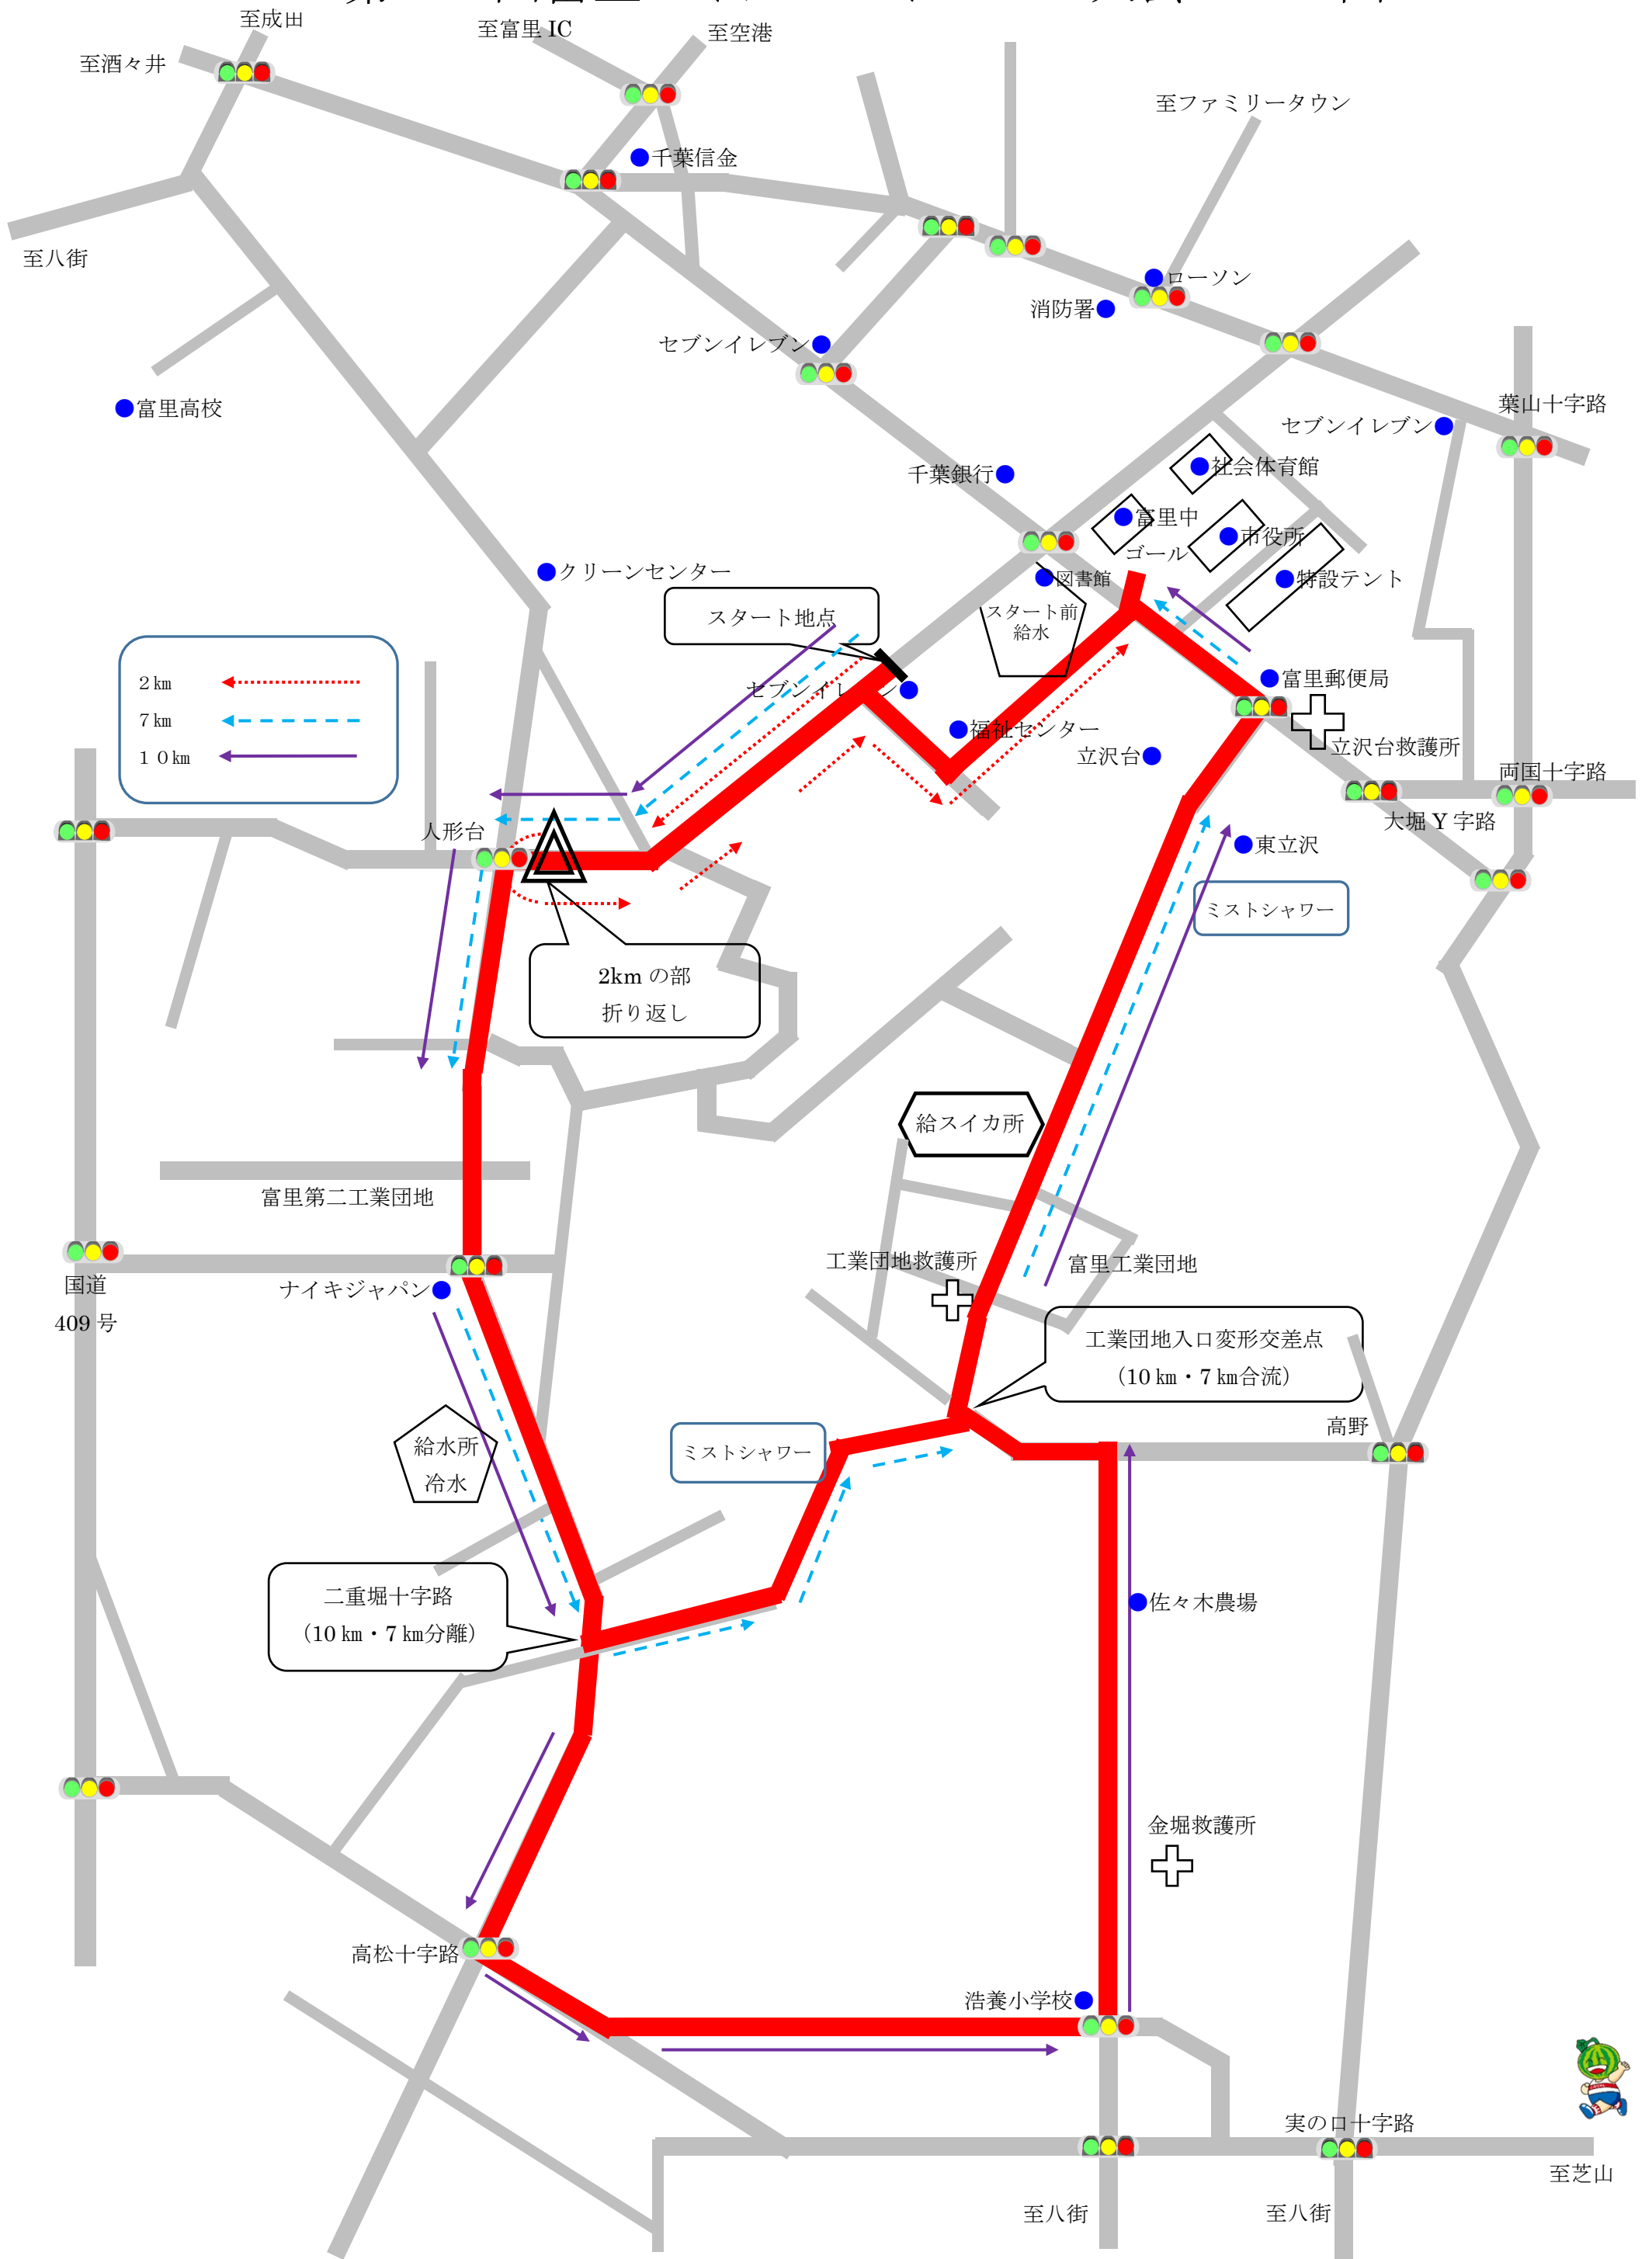 至成田
至富里 IC
至空港
至酒々井
至ファミリータウン
千葉信金
至八街
ローソン
消防署
セブンイレブン
富里高校
葉山十字路
セブンイレブン
社会体育館
千葉銀行
富里中
市役所
ゴール
クリーンセンター
図書館
特設テント
スタート地点
スタート前
給水
2㎞
7㎞
10㎞
セブンイレブン
富里郵便局
福祉センター
立沢台
立沢台救護所
両国十字路
人形台
大堀 Y 字路
東立沢
ミストシャワー
2km の部
折り返し
給スイカ所
富里第二工業団地
工業団地救護所
富里工業団地
国道
409 号
ナイキジャパン
工業団地入口変形交差点
（10 ㎞・7 ㎞合流）
高野
給水所
冷水
ミストシャワー
二重堀十字路
（10 ㎞・7 ㎞分離）
佐々木農場
金堀救護所
高松十字路
浩養小学校
実の口十字路
至芝山
至八街
至八街